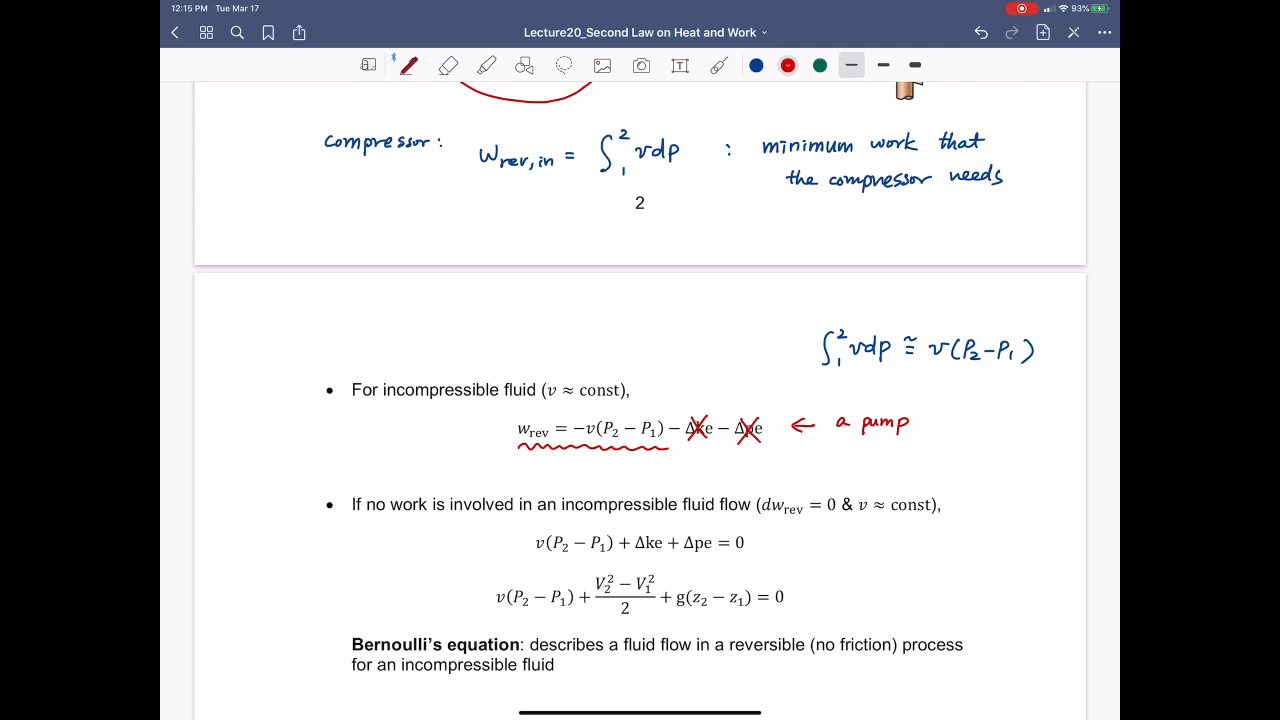 12:15 PM Tue Mar 17
93%
Lecture20_Second Law on Heat and Work
compressor: w_rev,in = ∫₁² vdp : minimum work that
the compressor needs
2
∫₁² vdp ≅ v(P₂-P₁)
• For incompressible fluid (v ≈ const),
w_rev = −v(P₂ − P₁) − Δke − Δpe ← a pump
• If no work is involved in an incompressible fluid flow (dw_rev = 0 & v ≈ const),
v(P₂ − P₁) + Δke + Δpe = 0
v(P₂ − P₁) + (V₂² − V₁²)/2 + g(z₂ − z₁) = 0
Bernoulli's equation: describes a fluid flow in a reversible (no friction) process
for an incompressible fluid